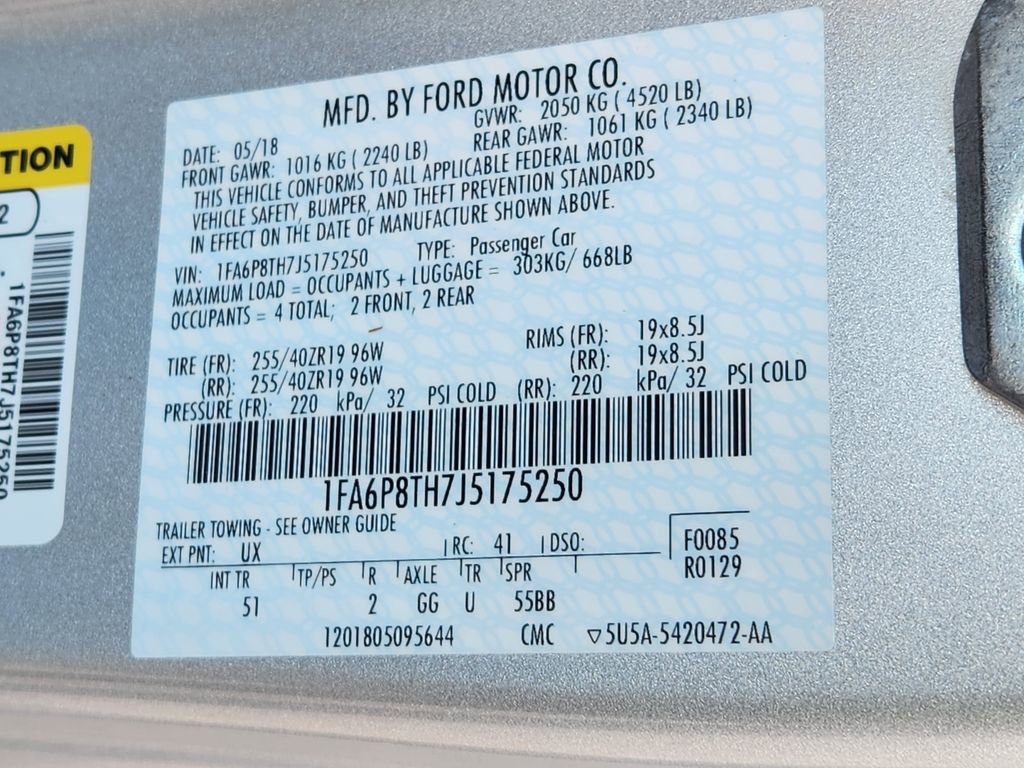 TION
2
1FA6P8TH7J5175250
MFD. BY FORD MOTOR CO.
DATE: 05/18 GVWR: 2050 KG ( 4520 LB)
FRONT GAWR: 1016 KG ( 2240 LB) REAR GAWR: 1061 KG ( 2340 LB)
THIS VEHICLE CONFORMS TO ALL APPLICABLE FEDERAL MOTOR
VEHICLE SAFETY, BUMPER, AND THEFT PREVENTION STANDARDS
IN EFFECT ON THE DATE OF MANUFACTURE SHOWN ABOVE.
VIN: 1FA6P8TH7J5175250 TYPE: Passenger Car
MAXIMUM LOAD = OCCUPANTS + LUGGAGE = 303KG/ 668LB
OCCUPANTS = 4 TOTAL; 2 FRONT, 2 REAR
TIRE (FR): 255/40ZR19 96W RIMS (FR): 19x8.5J
(RR): 255/40ZR19 96W (RR): 19x8.5J
PRESSURE (FR): 220 kPa/ 32 PSI COLD (RR): 220 kPa/ 32 PSI COLD
1FA6P8TH7J5175250
TRAILER TOWING - SEE OWNER GUIDE
EXT PNT: UX RC: 41 DSO: F0085
R0129
INT TR TP/PS R AXLE TR SPR
51 2 GG U 55BB
1201805095644 CMC ▽5U5A-5420472-AA